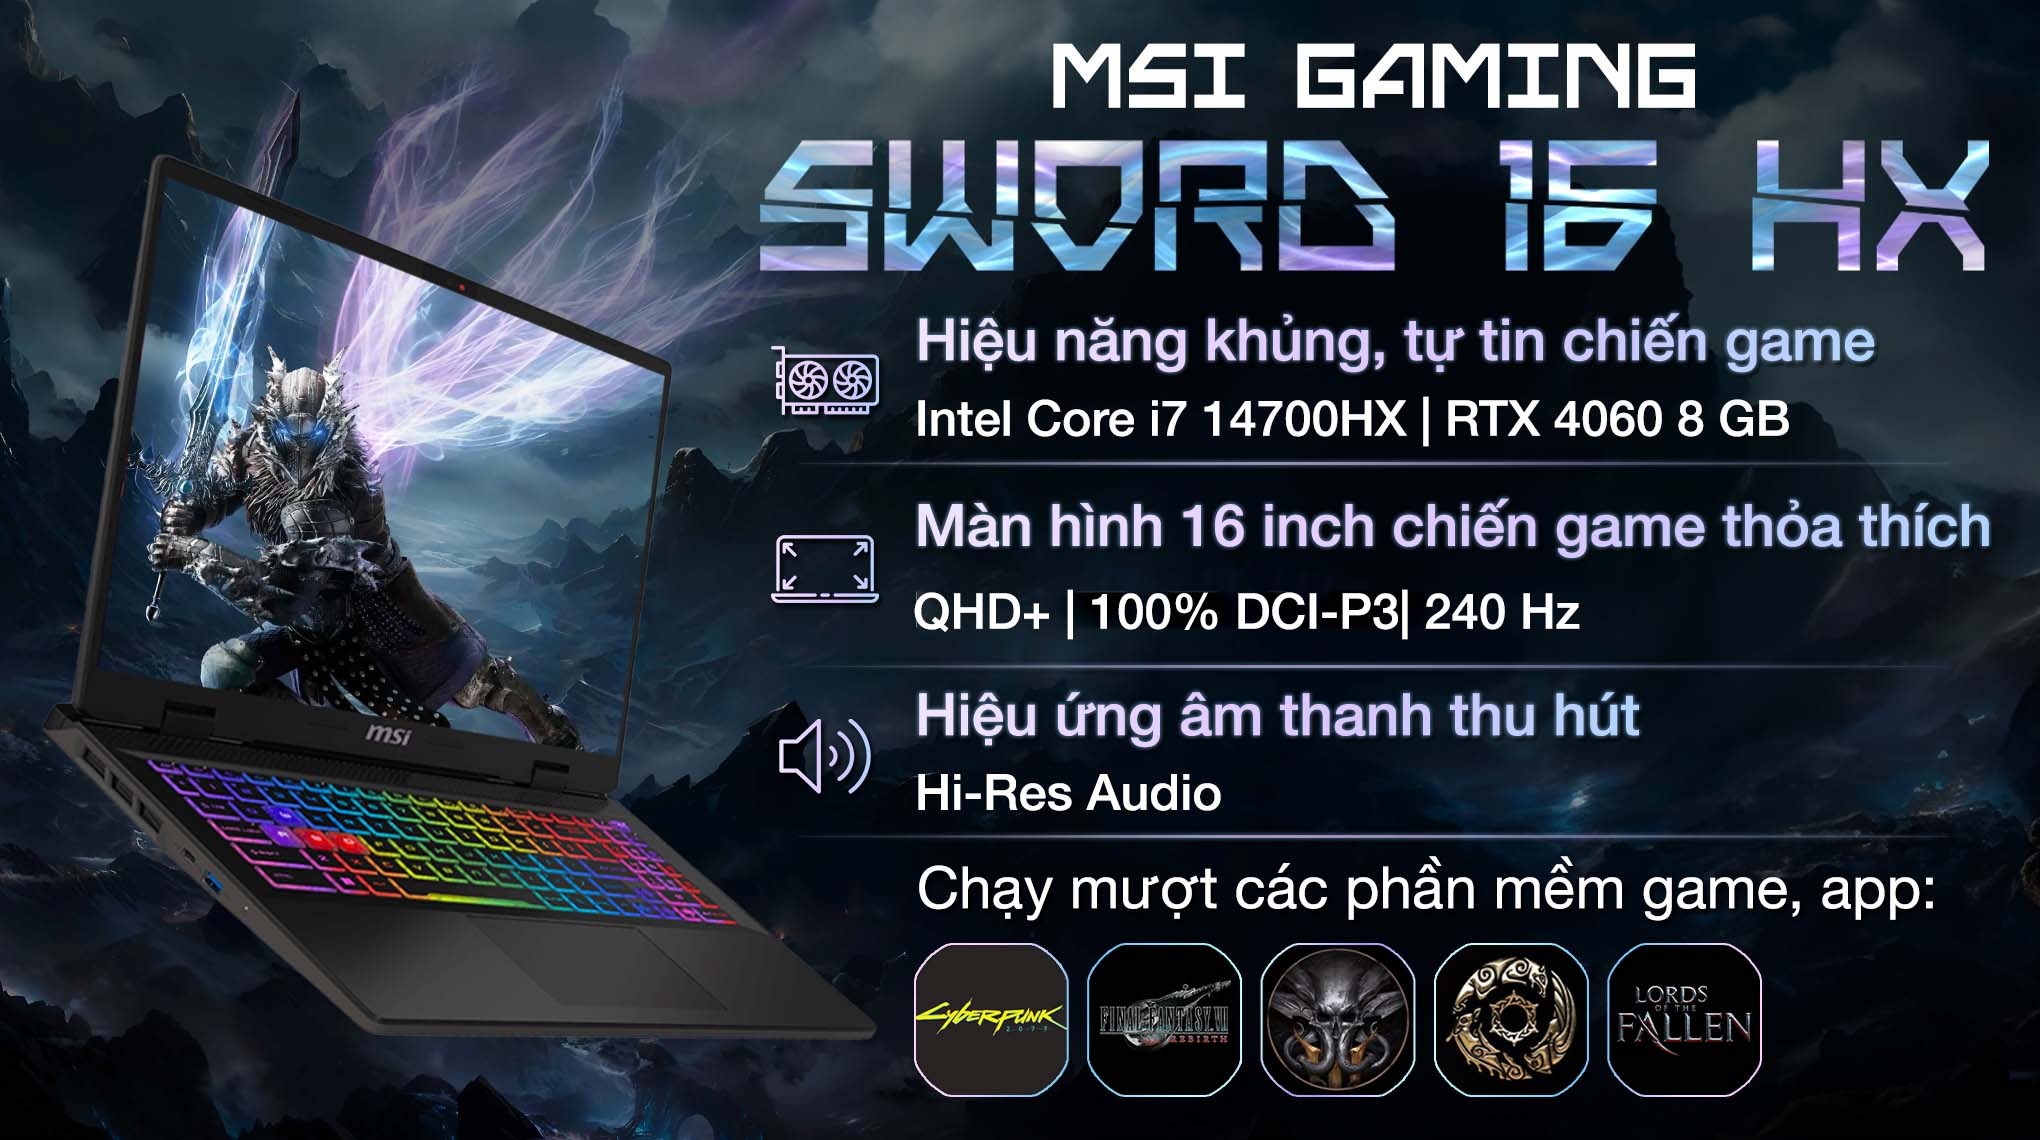 MSI GAMING
SWORD 16 HX
Hiệu năng khủng, tự tin chiến game
Intel Core i7 14700HX | RTX 4060 8 GB
Màn hình 16 inch chiến game thỏa thích
QHD+ | 100% DCI-P3| 240 Hz
Hiệu ứng âm thanh thu hút
Hi-Res Audio
msi
Chạy mượt các phần mềm game, app:
CYBERPUNK
2077
FINAL FANTASY VII
REBIRTH
LORDS
OF THE
FALLEN